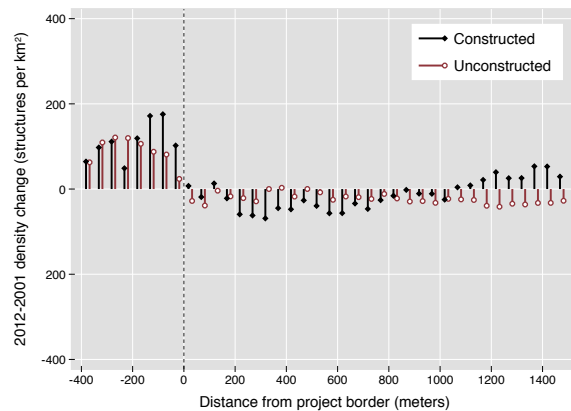 400
200
0
200
-400
2012-2001 density change (structures per km²)
Constructed
Unconstructed
-400 -200 0 200 400 600 800 1000 1200 1400
Distance from project border (meters)